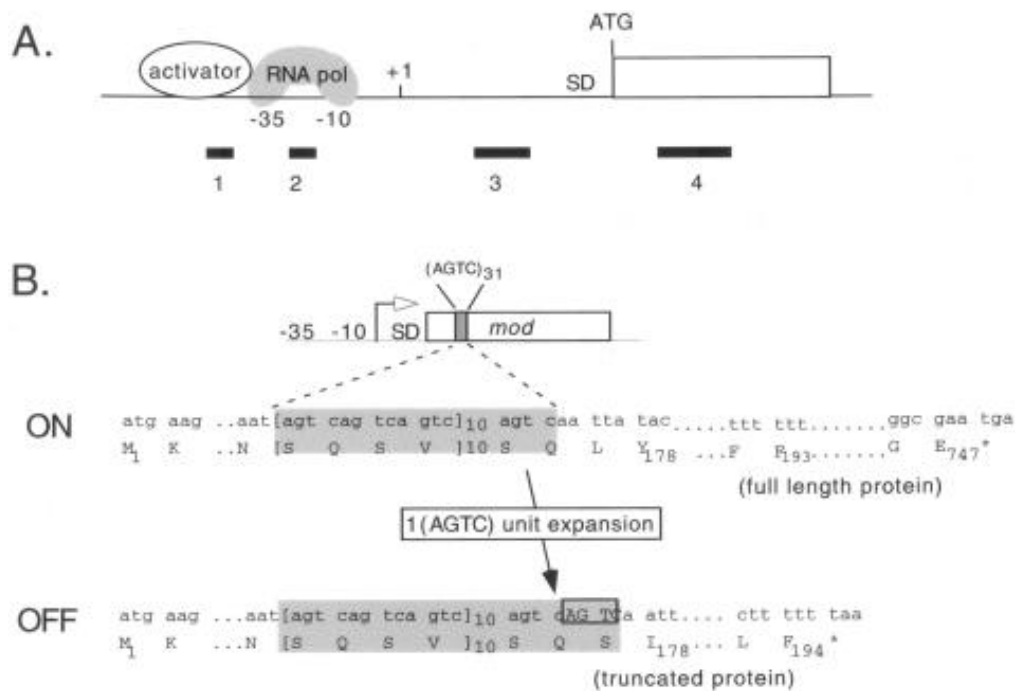 A.
ATG
activator RNA pol +1 SD
-35 -10
1 2 3 4
B.
(AGTC)31
-35 -10 SD mod
ON
atg aag ..aat[agt cag tca gtc]10 agt caa tta tac.....ttt ttt.......ggc gaa tga
M1 K ..N [S Q S V ]10 S Q L Y178 ...F F193.......G E747*
(full length protein)
1(AGTC) unit expansion
OFF
atg aag ...aat[agt cag tca gtc]10 agt cAG TCa att.... ctt ttt taa
M1 K ...N [S Q S V ]10 S Q S I178... L F194*
(truncated protein)